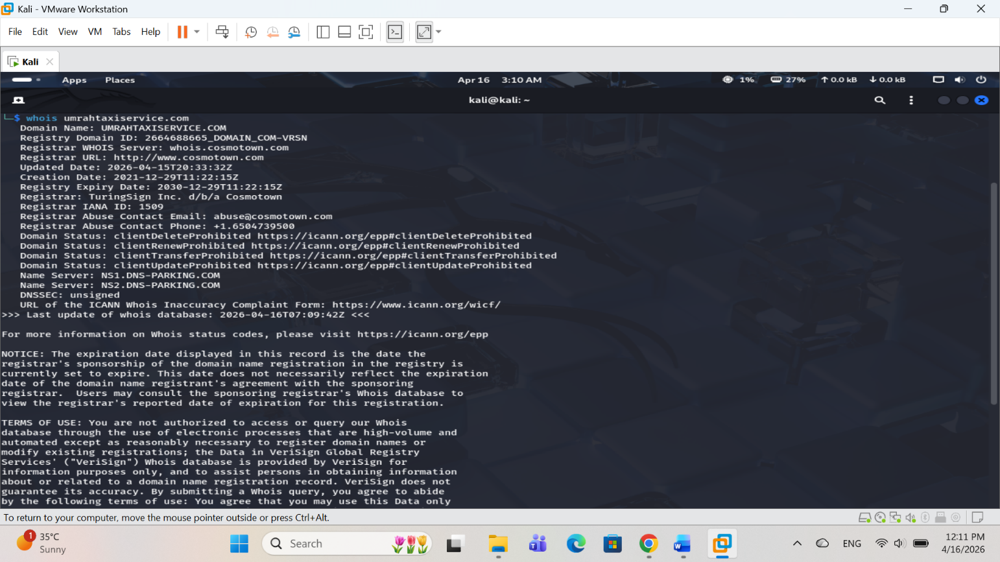 Kali - VMware Workstation
File Edit View VM Tabs Help
Kali
Apps Places Apr 16 3:10 AM 1% 27% 0.0 kB 0.0 kB
kali@kali: ~
└─$ whois umrahtaxiservice.com
Domain Name: UMRAHTAXISERVICE.COM
Registry Domain ID: 2664688665_DOMAIN_COM-VRSN
Registrar WHOIS Server: whois.cosmotown.com
Registrar URL: http://www.cosmotown.com
Updated Date: 2026-04-15T20:33:32Z
Creation Date: 2021-12-29T11:22:15Z
Registry Expiry Date: 2030-12-29T11:22:15Z
Registrar: TuringSign Inc. d/b/a Cosmotown
Registrar IANA ID: 1509
Registrar Abuse Contact Email: abuse@cosmotown.com
Registrar Abuse Contact Phone: +1.6504739500
Domain Status: clientDeleteProhibited https://icann.org/epp#clientDeleteProhibited
Domain Status: clientRenewProhibited https://icann.org/epp#clientRenewProhibited
Domain Status: clientTransferProhibited https://icann.org/epp#clientTransferProhibited
Domain Status: clientUpdateProhibited https://icann.org/epp#clientUpdateProhibited
Name Server: NS1.DNS-PARKING.COM
Name Server: NS2.DNS-PARKING.COM
DNSSEC: unsigned
URL of the ICANN Whois Inaccuracy Complaint Form: https://www.icann.org/wicf/
>>> Last update of whois database: 2026-04-16T07:09:42Z <<<
For more information on Whois status codes, please visit https://icann.org/epp
NOTICE: The expiration date displayed in this record is the date the
registrar's sponsorship of the domain name registration in the registry is
currently set to expire. This date does not necessarily reflect the expiration
date of the domain name registrant's agreement with the sponsoring
registrar.  Users may consult the sponsoring registrar's Whois database to
view the registrar's reported date of expiration for this registration.
TERMS OF USE: You are not authorized to access or query our Whois
database through the use of electronic processes that are high-volume and
automated except as reasonably necessary to register domain names or
modify existing registrations; the Data in VeriSign Global Registry
Services' ("VeriSign") Whois database is provided by VeriSign for
information purposes only, and to assist persons in obtaining information
about or related to a domain name registration record. VeriSign does not
guarantee its accuracy. By submitting a Whois query, you agree to abide
by the following terms of use: You agree that you may use this Data only
To return to your computer, move the mouse pointer outside or press Ctrl+Alt.
1
35°C
Sunny
Search
ENG
12:11 PM
4/16/2026